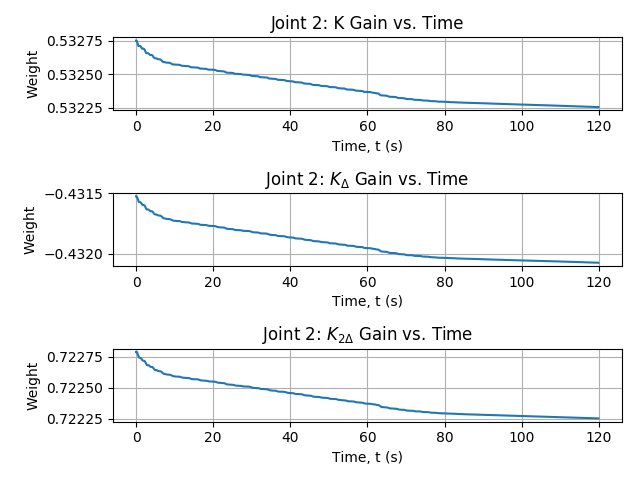 Joint 2: K Gain vs. Time
0.53275
0.53250
0.53225
Weight
0 20 40 60 80 100 120
Time, t (s)
Joint 2: K_Δ Gain vs. Time
−0.4315
−0.4320
Weight
0 20 40 60 80 100 120
Time, t (s)
Joint 2: K_{2Δ} Gain vs. Time
0.72275
0.72250
0.72225
Weight
0 20 40 60 80 100 120
Time, t (s)